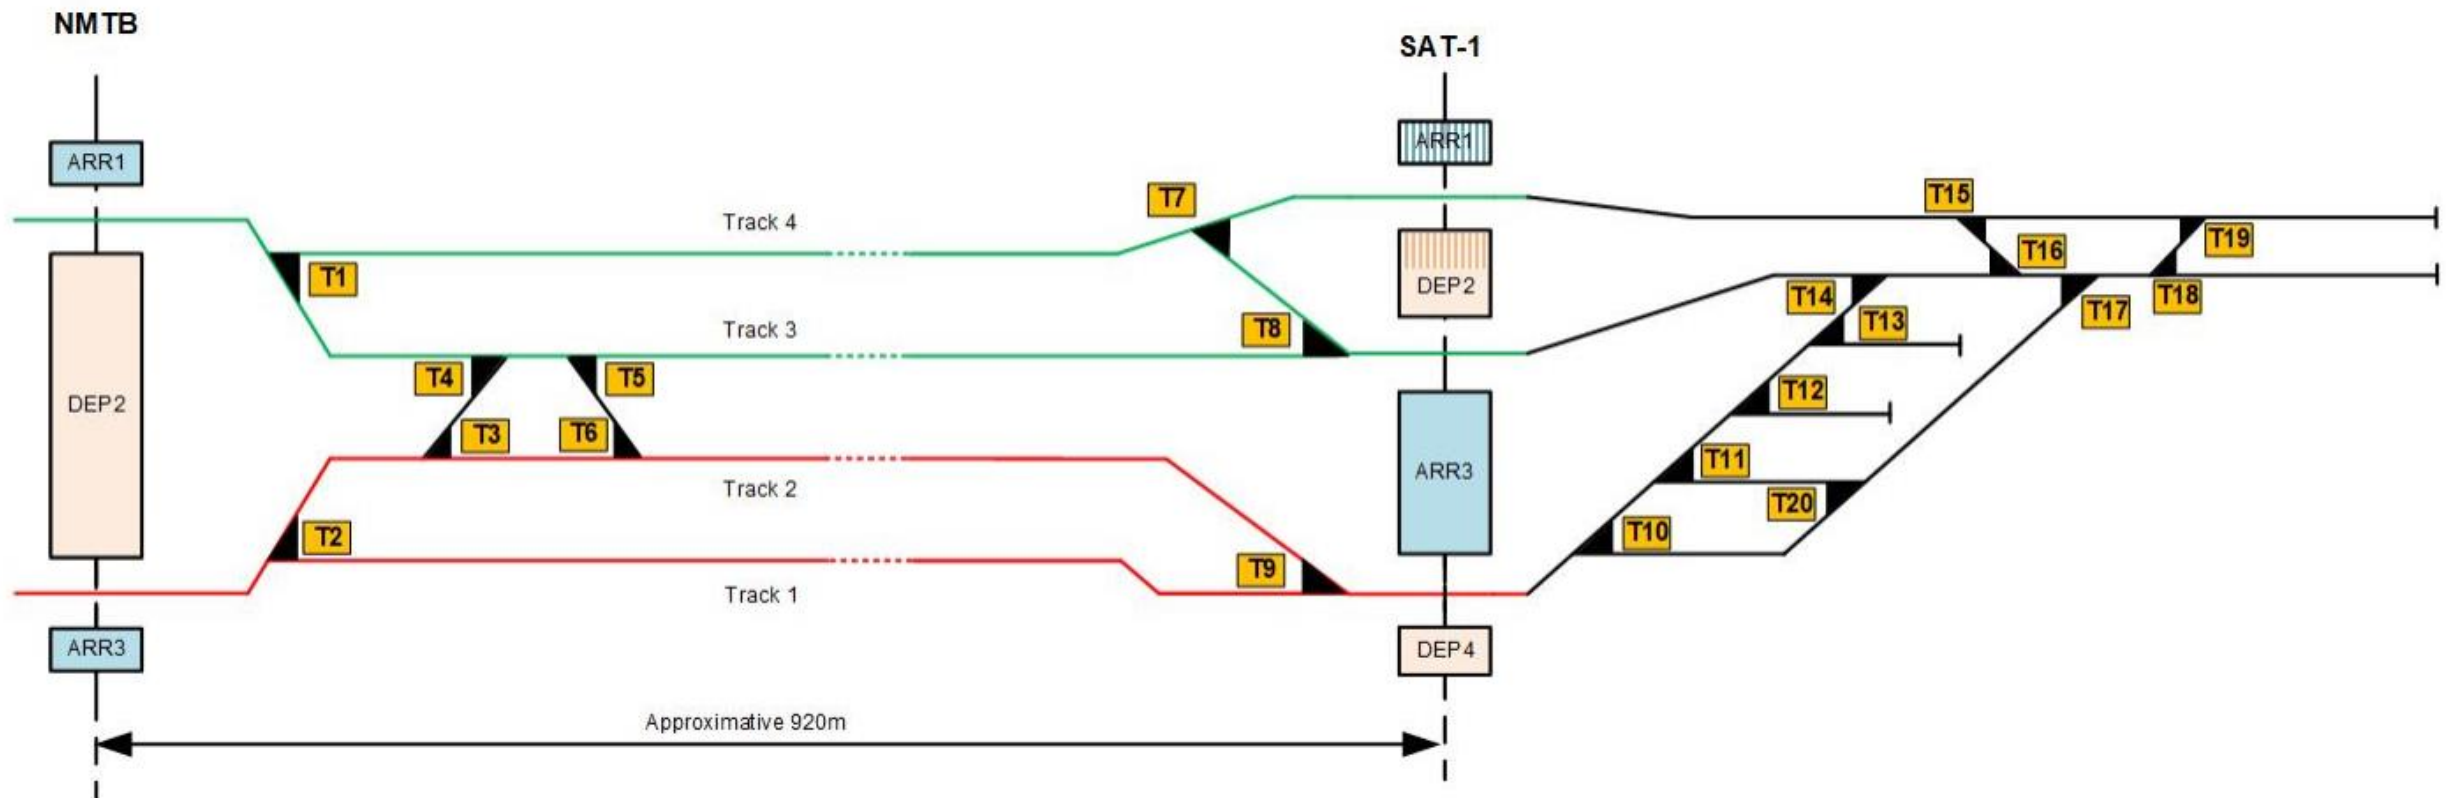 NMTB
SAT-1
ARR1
ARR1
T7
T15
Track 4
T19
T16
T1
DEP2
T14
T18
T13
T17
Track 3
T8
T4
T5
T12
DEP2
T3
T6
T11
ARR3
Track 2
T20
T2
T10
T9
Track 1
ARR3
DEP4
Approximative 920m